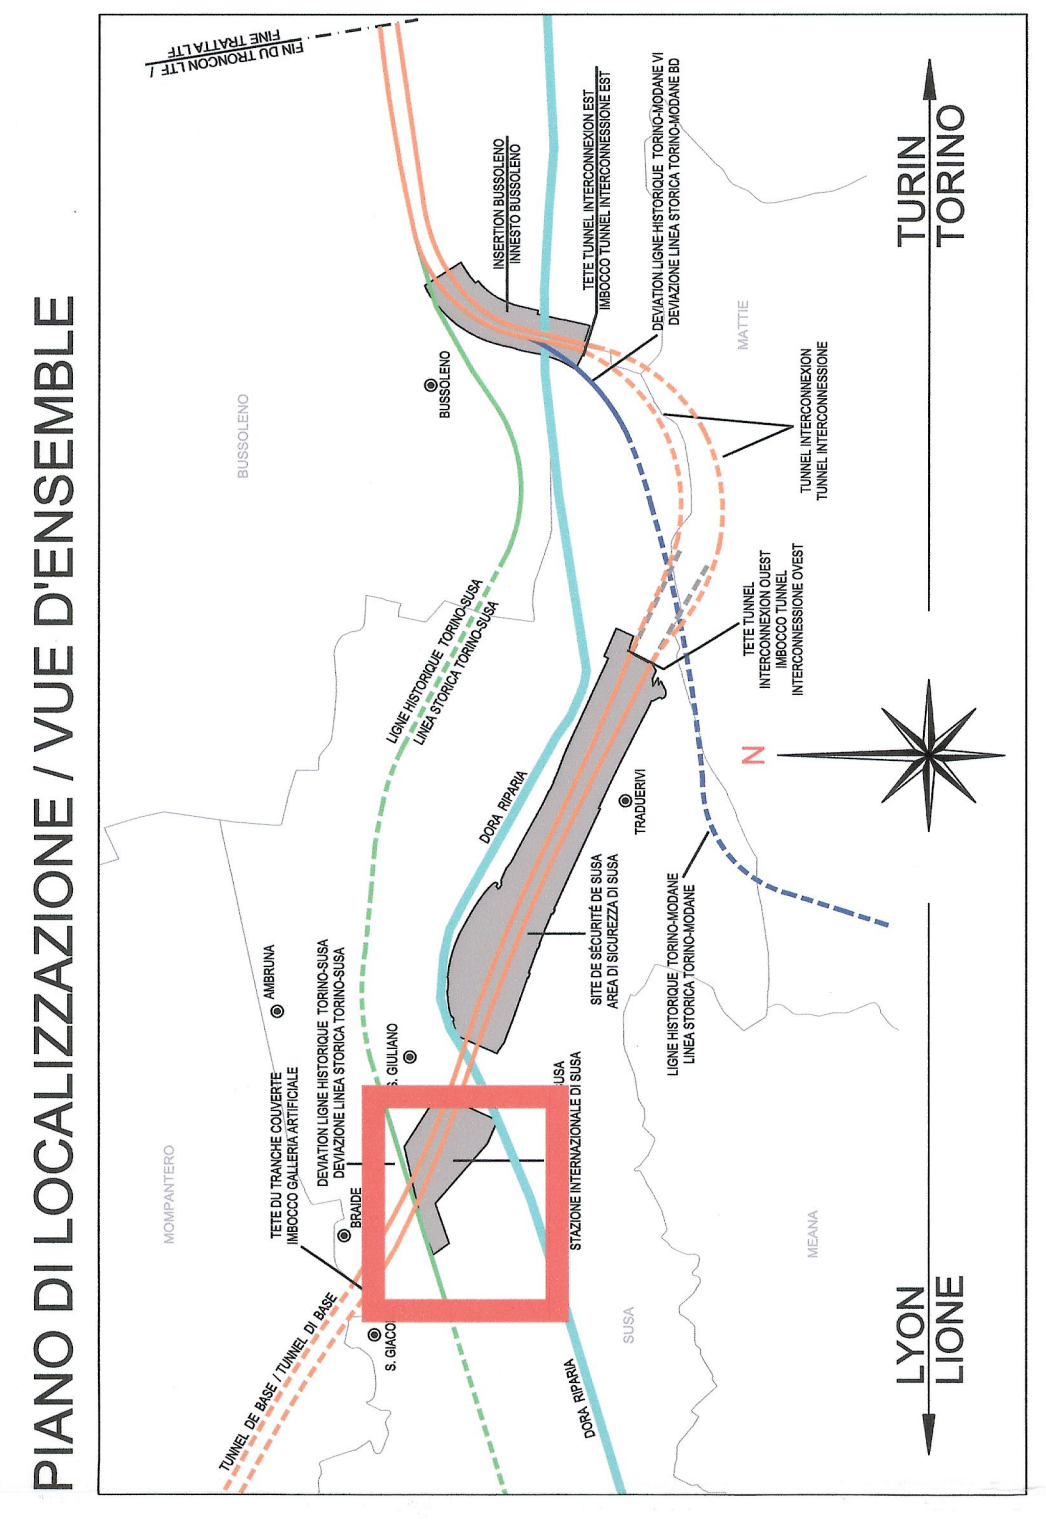 PIANO DI LOCALIZZAZIONE / VUE D'ENSEMBLE
FIN DU TRONCON LTF /
FINE TRATTA LTF
BUSSOLENO
MOMPANTERO
AMBRUNA
TETE DU TRANCHE COUVERTE
IMBOCCO GALLERIA ARTIFICIALE
DEVIATION LIGNE HISTORIQUE TORINO-SUSA
DEVIAZIONE LINEA STORICA TORINO-SUSA
BRAIDE
S. GIULIANO
S. GIACO
TUNNEL DE BASE / TUNNEL DI BASE
LIGNE HISTORIQUE TORINO-SUSA
LINEA STORICA TORINO-SUSA
BUSSOLENO
INSERTION BUSSOLENO
INNESTO BUSSOLENO
DORA RIPARIA
DORA RIPARIA
USA
STAZIONE INTERNAZIONALE DI SUSA
TETE TUNNEL INTERCONNEXION EST
IMBOCCO TUNNEL INTERCONNESSIONE EST
SITE DE SÉCURITÉ DE SUSA
AREA DI SICUREZZA DI SUSA
TRADUERIVI
SUSA
DEVIATION LIGNE HISTORIQUE TORINO-MODANE VI
DEVIAZIONE LINEA STORICA TORINO-MODANE BD
LIGNE HISTORIQUE TORINO-MODANE
LINEA STORICA TORINO-MODANE
MATTIE
TETE TUNNEL
INTERCONNEXION OUEST
IMBOCCO TUNNEL
INTERCONNESSIONE OVEST
N
TUNNEL INTERCONNEXION
TUNNEL INTERCONNESSIONE
MEANA
LYON
LIONE
TURIN
TORINO